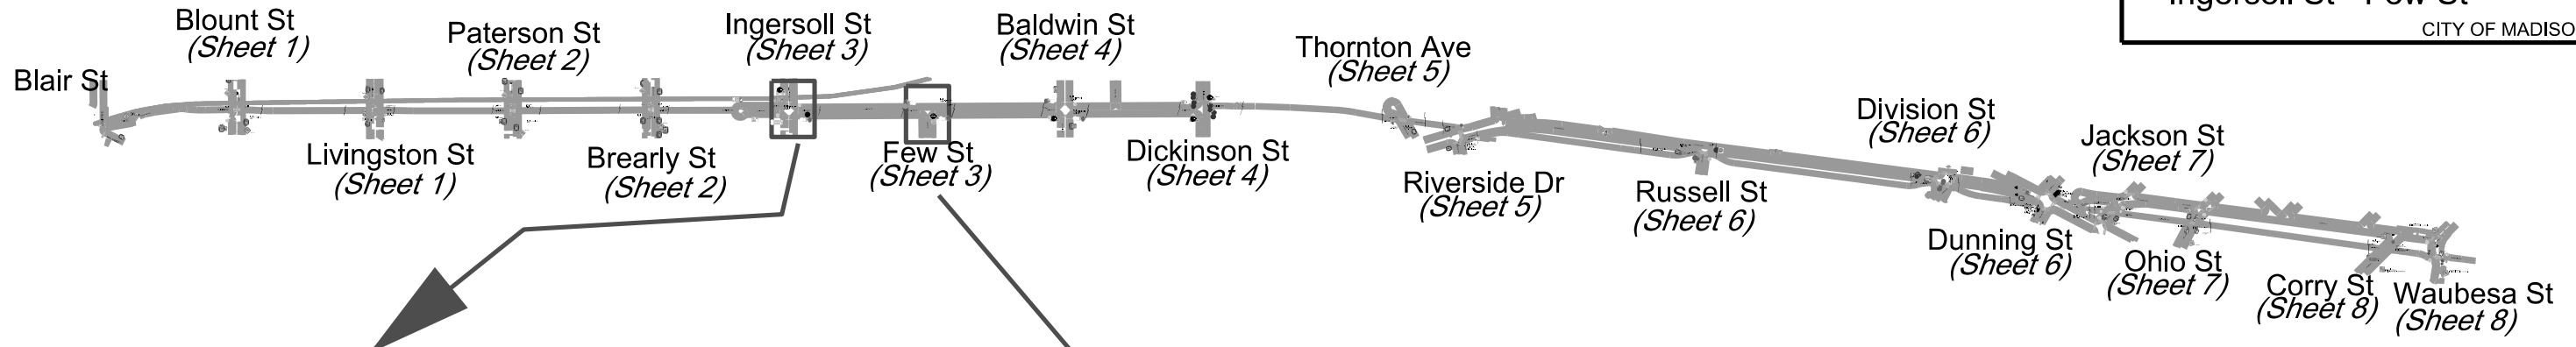 Ingersoll St - Few St
CITY OF MADISO
Blair St
Blount St
(Sheet 1)
Livingston St
(Sheet 1)
Paterson St
(Sheet 2)
Brearly St
(Sheet 2)
Ingersoll St
(Sheet 3)
Few St
(Sheet 3)
Baldwin St
(Sheet 4)
Dickinson St
(Sheet 4)
Thornton Ave
(Sheet 5)
Riverside Dr
(Sheet 5)
Russell St
(Sheet 6)
Division St
(Sheet 6)
Dunning St
(Sheet 6)
Jackson St
(Sheet 7)
Ohio St
(Sheet 7)
Corry St
(Sheet 8)
Waubesa St
(Sheet 8)